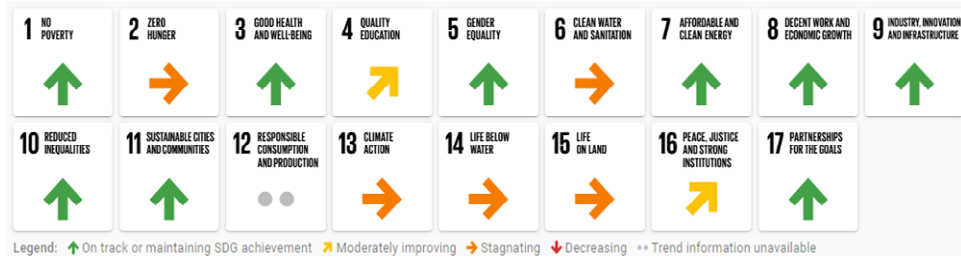 1 NO
POVERTY
2 ZERO
HUNGER
3 GOOD HEALTH
AND WELL-BEING
4 QUALITY
EDUCATION
5 GENDER
EQUALITY
6 CLEAN WATER
AND SANITATION
7 AFFORDABLE AND
CLEAN ENERGY
8 DECENT WORK AND
ECONOMIC GROWTH
9 INDUSTRY, INNOVATION
AND INFRASTRUCTURE
10 REDUCED
INEQUALITIES
11 SUSTAINABLE CITIES
AND COMMUNITIES
12 RESPONSIBLE
CONSUMPTION
AND PRODUCTION
13 CLIMATE
ACTION
14 LIFE BELOW
WATER
15 LIFE
ON LAND
16 PEACE, JUSTICE
AND STRONG
INSTITUTIONS
17 PARTNERSHIPS
FOR THE GOALS
Legend: On track or maintaining SDG achievement Moderately improving Stagnating Decreasing Trend information unavailable